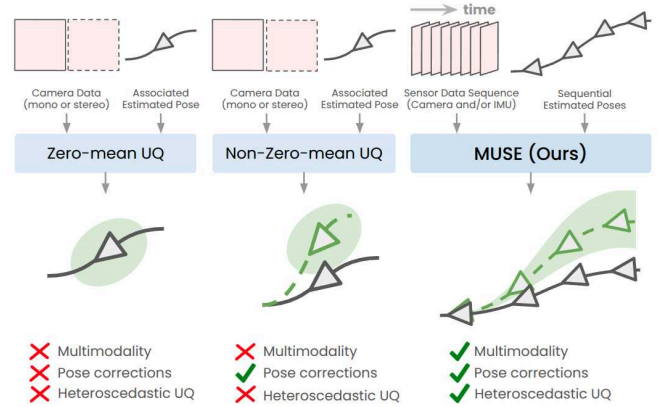 time
Camera Data
(mono or stereo)
Associated
Estimated Pose
Camera Data
(mono or stereo)
Associated
Estimated Pose
Sensor Data Sequence
(Camera and/or IMU)
Sequential
Estimated Poses
Zero-mean UQ
Non-Zero-mean UQ
MUSE (Ours)
Multimodality
Pose corrections
Heteroscedastic UQ
Multimodality
Pose corrections
Heteroscedastic UQ
Multimodality
Pose corrections
Heteroscedastic UQ